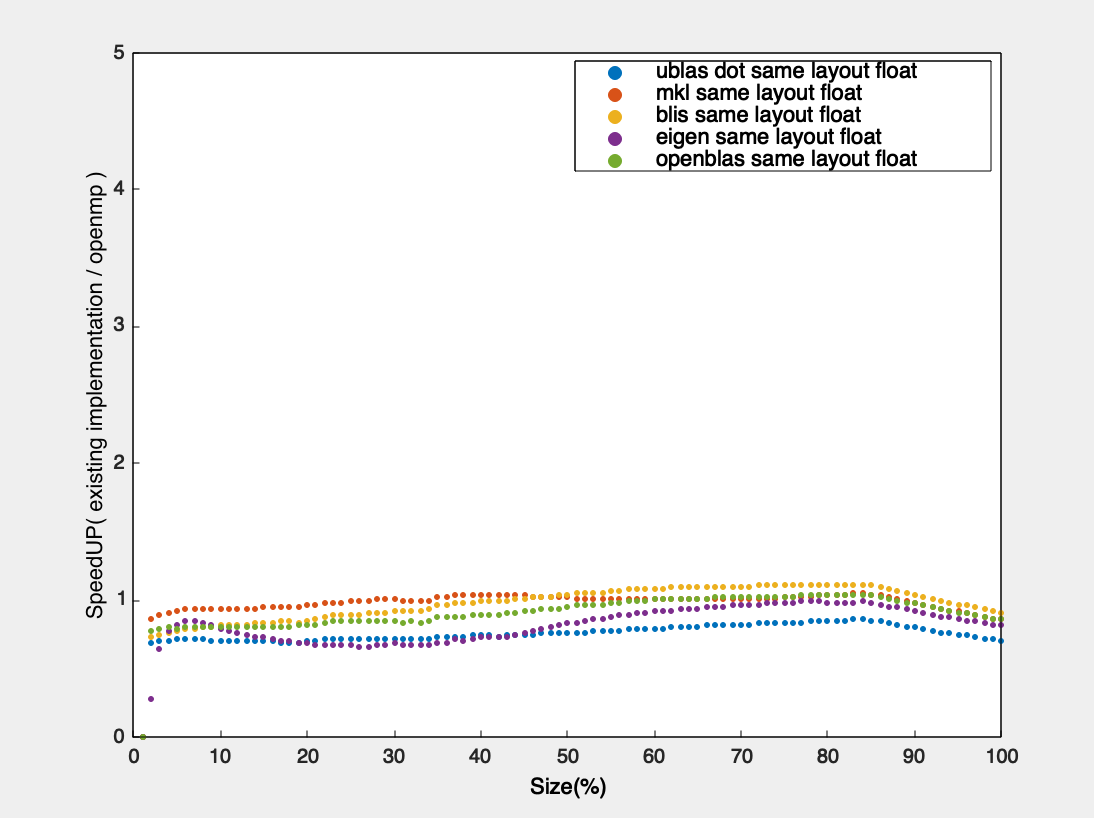 5
4
3
2
1
0
SpeedUP( existing implementation / openmp )
ublas dot same layout float
mkl same layout float
blis same layout float
eigen same layout float
openblas same layout float
0 10 20 30 40 50 60 70 80 90 100
Size(%)